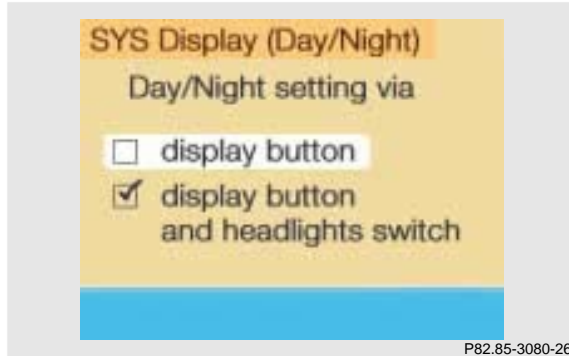 SYS Display (Day/Night)
Day/Night setting via
display button
display button
and headlights switch
P82.85-3080-26